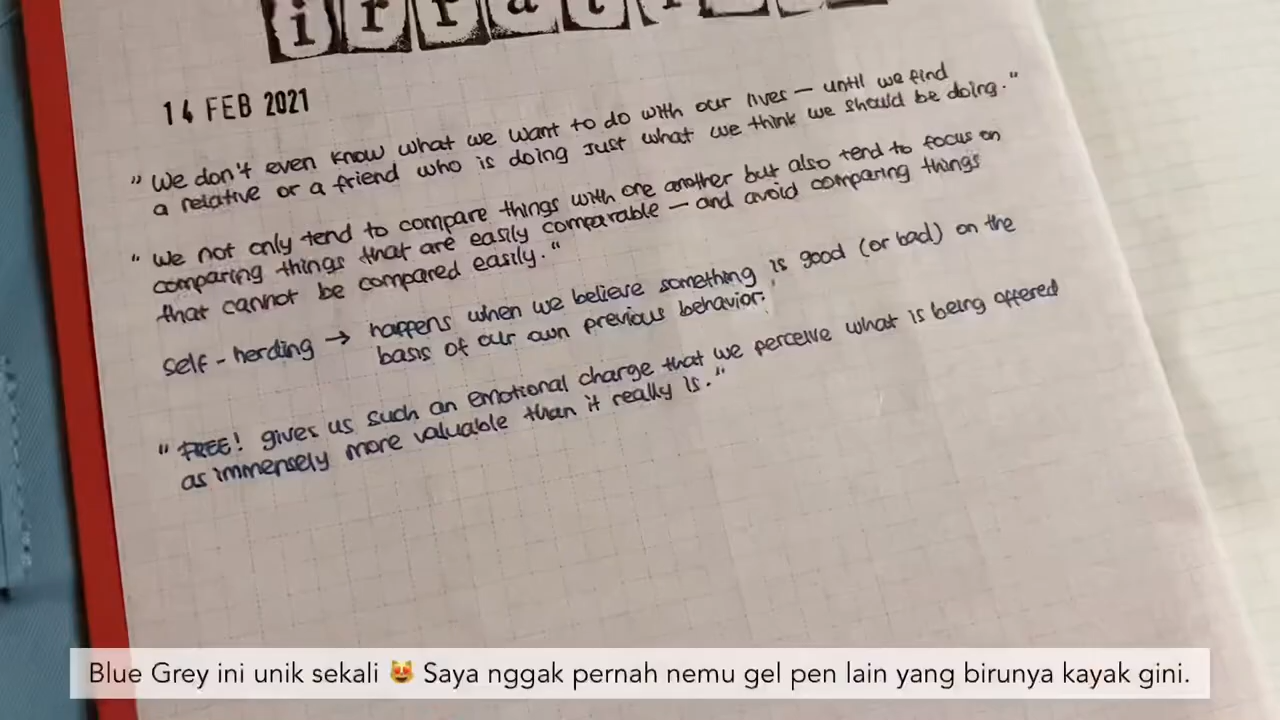 irrati
14 FEB 2021
" We don't even know what we want to do with our lives — until we find
a relative or a friend who is doing just what we think we should be doing."
" We not only tend to compare things with one another but also tend to focus on
comparing things that are easily comparable — and avoid comparing things
that cannot be compared easily."
self-herding → happens when we believe something is good (or bad) on the
basis of our own previous behavior.
" FREE! gives us such an emotional charge that we perceive what is being offered
as immensely more valuable than it really is."
Blue Grey ini unik sekali 😻 Saya nggak pernah nemu gel pen lain yang birunya kayak gini.